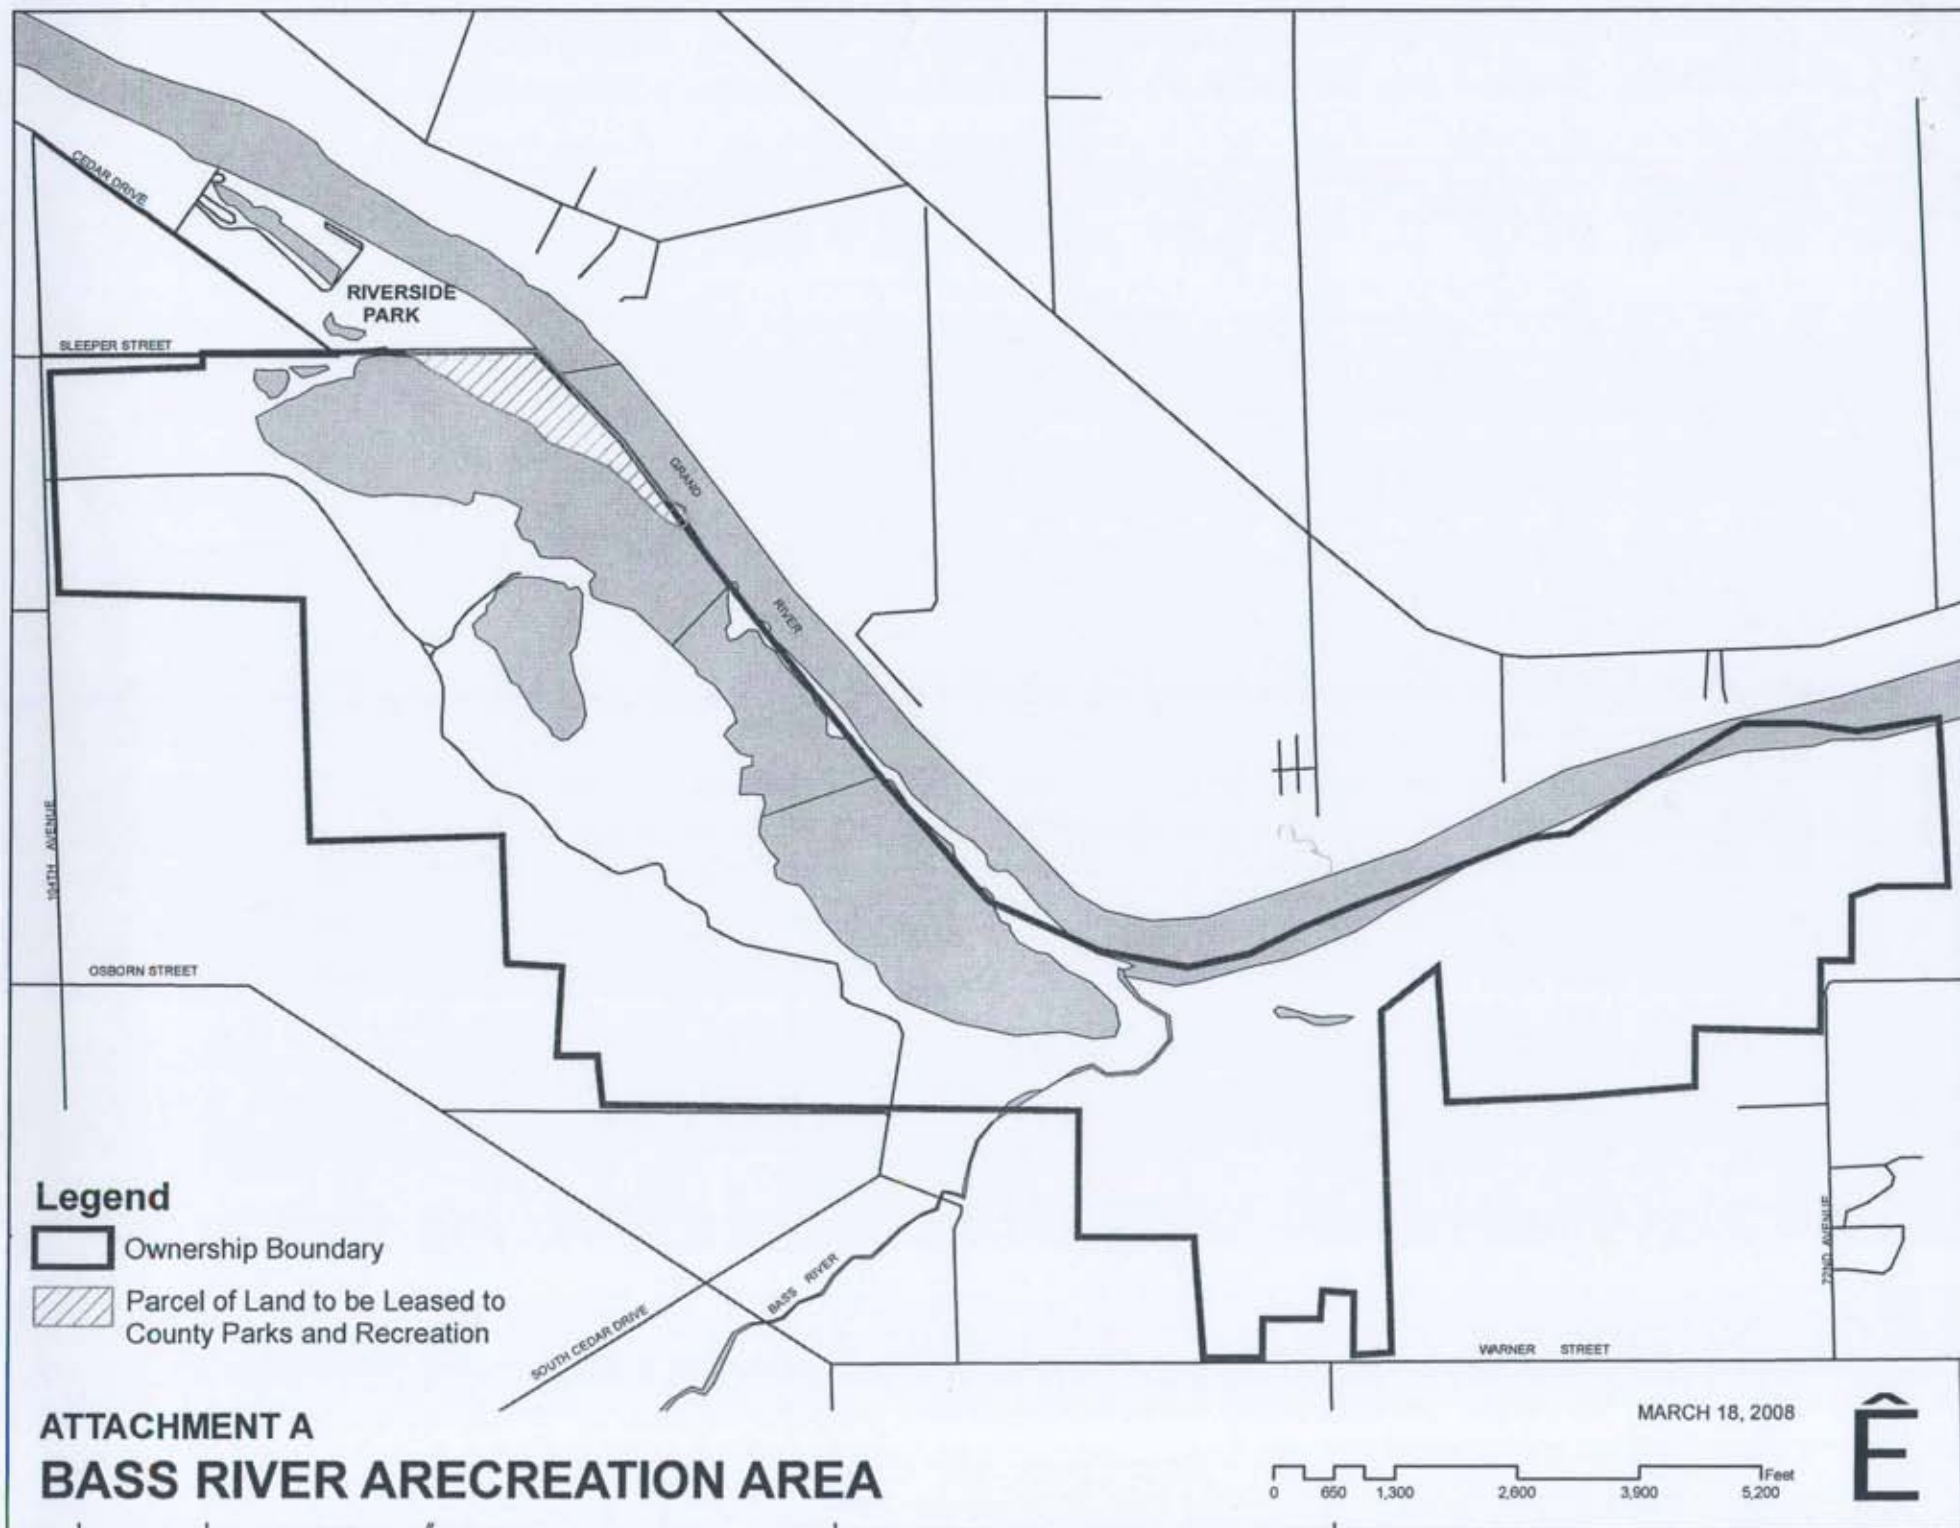 CEDAR DRIVE
RIVERSIDE
PARK
SLEEPER STREET
GRAND
RIVER
104TH AVENUE
OSBORN STREET
Legend
Ownership Boundary
Parcel of Land to be Leased to
County Parks and Recreation
SOUTH CEDAR DRIVE
BASS RIVER
72ND AVENUE
WARNER STREET
ATTACHMENT A
BASS RIVER ARECREATION AREA
MARCH 18, 2008
Ê
Feet
0 650 1,300 2,600 3,900 5,200